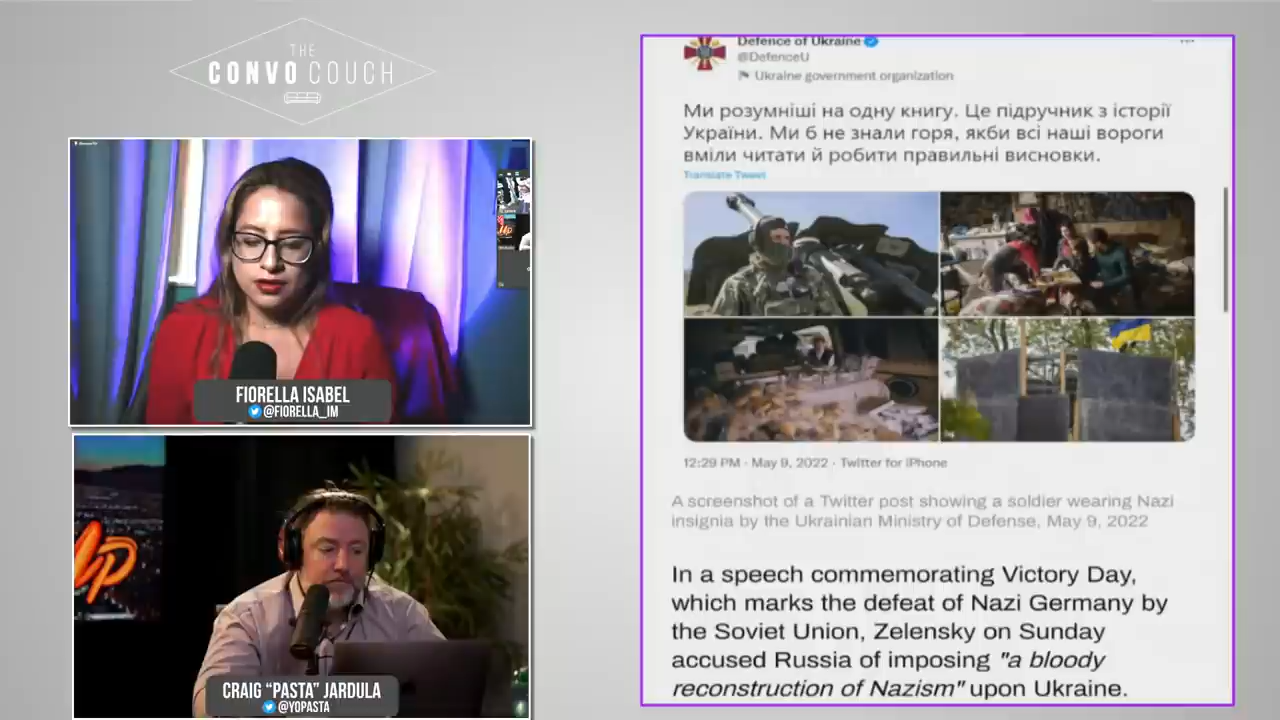 THE
CONVO COUCH
FIORELLA ISABEL
@FIORELLA_IM
Up
CRAIG “PASTA” JARDULA
@YOPASTA
Defence of Ukraine
@DefenceU
Ukraine government organization
Ми розумніші на одну книгу. Це підручник з історії
України. Ми б не знали горя, якби всі наші вороги
вміли читати й робити правильні висновки.
Translate Tweet
12:29 PM · May 9, 2022 · Twitter for iPhone
A screenshot of a Twitter post showing a soldier wearing Nazi
insignia by the Ukrainian Ministry of Defense, May 9, 2022
In a speech commemorating Victory Day,
which marks the defeat of Nazi Germany by
the Soviet Union, Zelensky on Sunday
accused Russia of imposing "a bloody
reconstruction of Nazism" upon Ukraine.